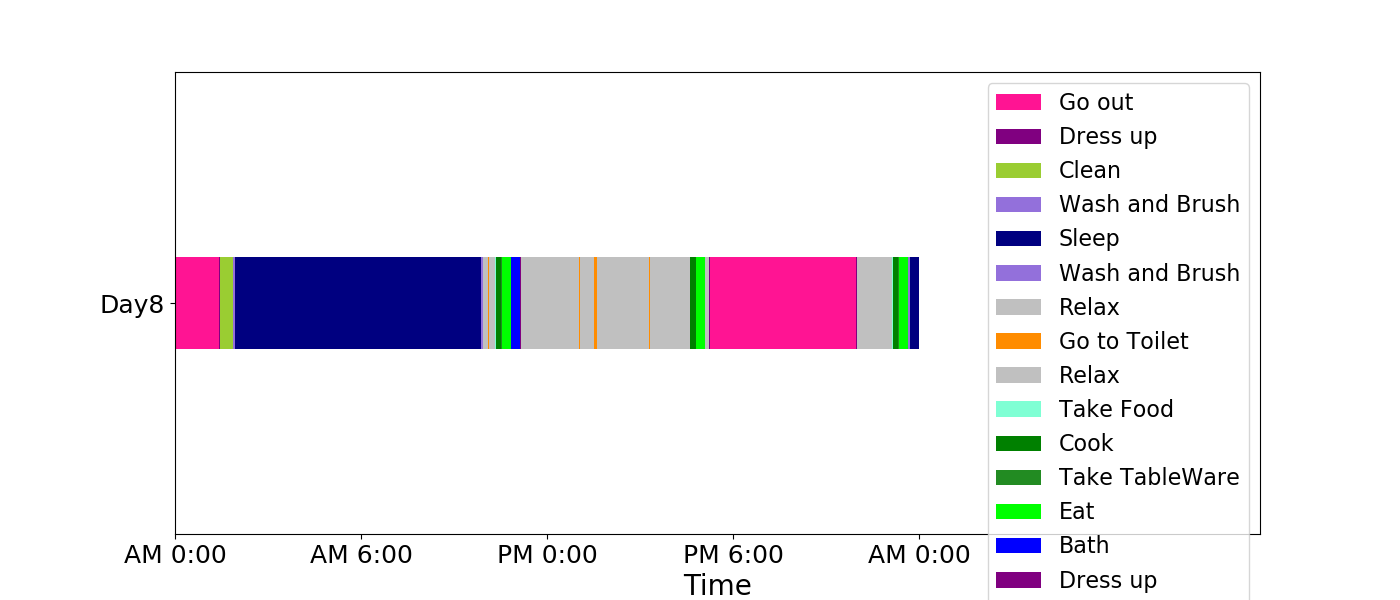 Go out
Dress up
Clean
Wash and Brush
Sleep
Wash and Brush
Relax
Day8
Go to Toilet
Relax
Take Food
Cook
Take TableWare
Eat
Bath
AM 0:00 AM 6:00 PM 0:00 PM 6:00 AM 0:00
Dress up
Time